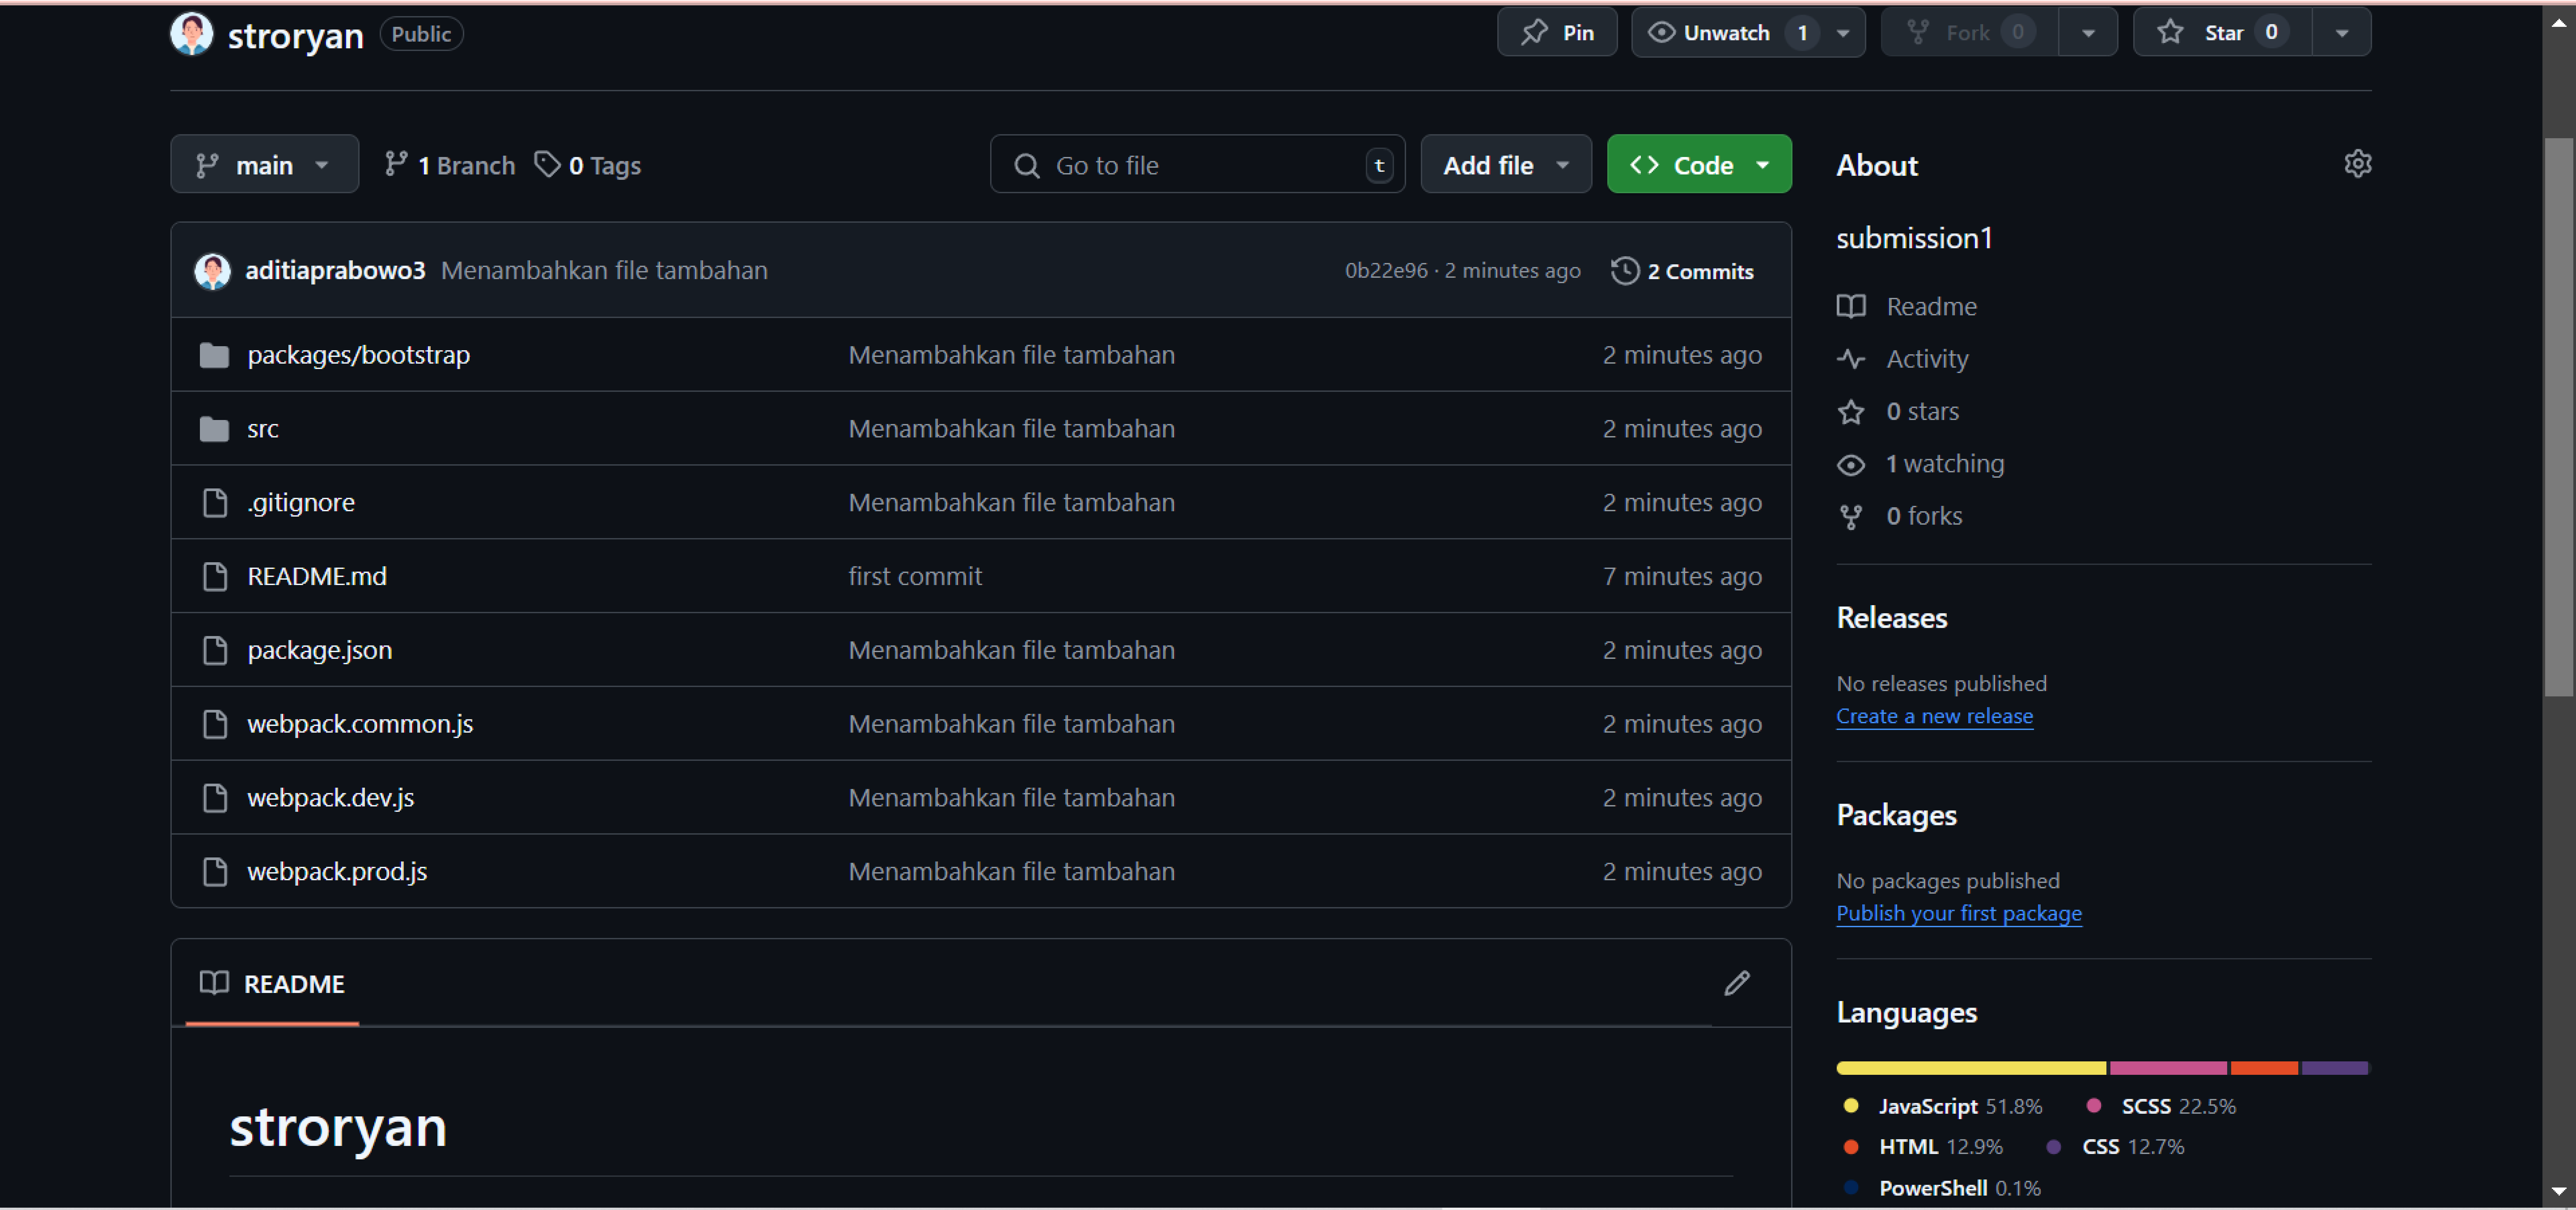 stroryan Public Pin Unwatch 1 Fork 0 Star 0
main 1 Branch 0 Tags Go to file t Add file Code
aditiaprabowo3 Menambahkan file tambahan 0b22e96 · 2 minutes ago 2 Commits
packages/bootstrap Menambahkan file tambahan 2 minutes ago
src Menambahkan file tambahan 2 minutes ago
.gitignore Menambahkan file tambahan 2 minutes ago
README.md first commit 7 minutes ago
package.json Menambahkan file tambahan 2 minutes ago
webpack.common.js Menambahkan file tambahan 2 minutes ago
webpack.dev.js Menambahkan file tambahan 2 minutes ago
webpack.prod.js Menambahkan file tambahan 2 minutes ago
README
stroryan
About
submission1
Readme
Activity
0 stars
1 watching
0 forks
Releases
No releases published
Create a new release
Packages
No packages published
Publish your first package
Languages
JavaScript 51.8% SCSS 22.5%
HTML 12.9% CSS 12.7%
PowerShell 0.1%